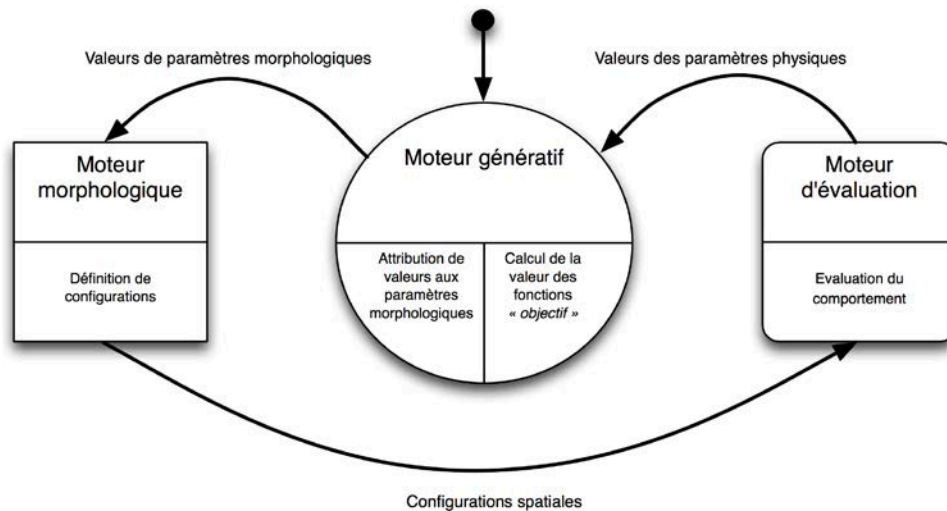 Valeurs de paramètres morphologiques
Valeurs des paramètres physiques
Moteur
morphologique
Définition de
configurations
Moteur génératif
Attribution de
valeurs aux
paramètres
morphologiques
Calcul de la
valeur des
fonctions
« objectif »
Moteur
d'évaluation
Evaluation du
comportement
Configurations spatiales